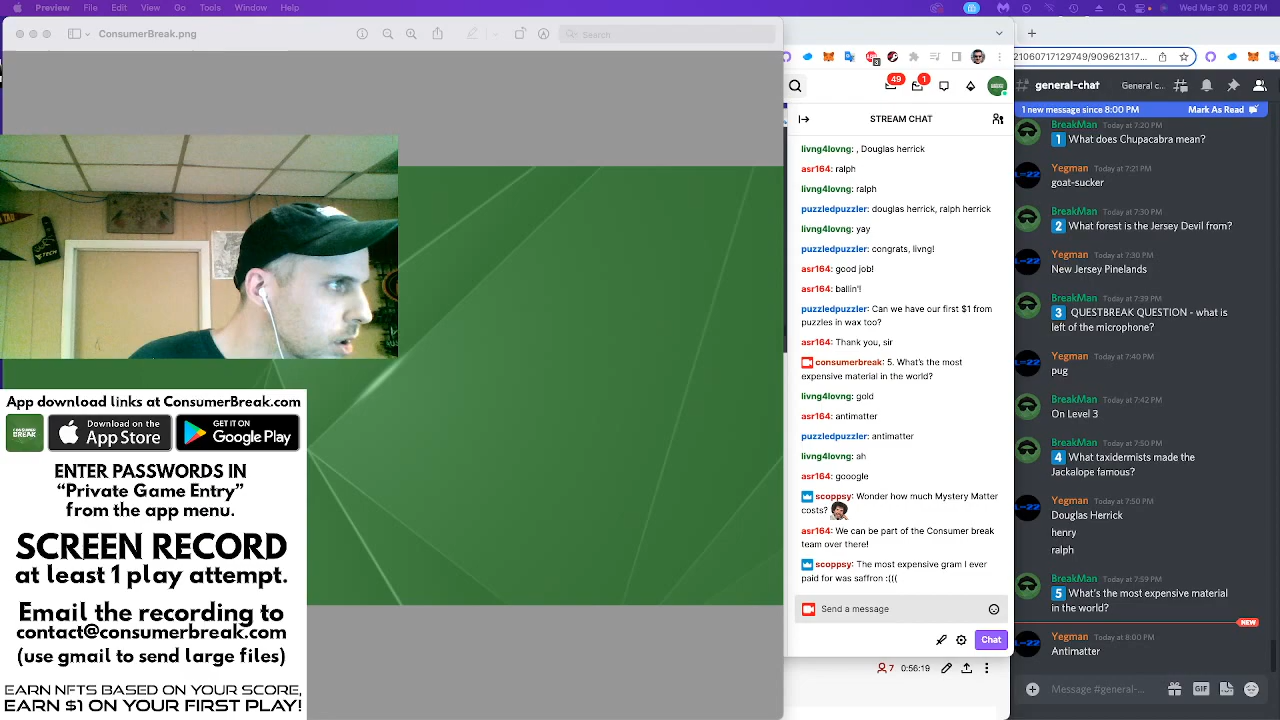 Preview File Edit View Go Tools Window Help
Wed Mar 30 8:02 PM
ConsumerBreak.png
Search
TAU
TECH
App download links at ConsumerBreak.com
CONSUMER BREAK
Download on the
App Store
GET IT ON
Google Play
ENTER PASSWORDS IN
“Private Game Entry”
from the app menu.
SCREEN RECORD
at least 1 play attempt.
Email the recording to
contact@consumerbreak.com
(use gmail to send large files)
EARN NFTS BASED ON YOUR SCORE,
EARN $1 ON YOUR FIRST PLAY!
3
49
1
STREAM CHAT
livng4lovng: , Douglas herrick
asr164: ralph
livng4lovng: ralph
puzzledpuzzler: douglas herrick, ralph herrick
livng4lovng: yay
puzzledpuzzler: congrats, livng!
asr164: good job!
asr164: ballin'!
puzzledpuzzler: Can we have our first $1 from
puzzles in wax too?
asr164: Thank you, sir
consumerbreak: 5. What's the most
expensive material in the world?
livng4lovng: gold
asr164: antimatter
puzzledpuzzler: antimatter
livng4lovng: ah
asr164: gooogle
scoppsy: Wonder how much Mystery Matter
costs?
asr164: We can be part of the Consumer break
team over there!
scoppsy: The most expensive gram I ever
paid for was saffron :(((
Send a message
Chat
7 0:56:19
21060717129749/909621317...
# general-chat General c...
1 new message since 8:00 PM Mark As Read
BreakMan Today at 7:20 PM
1 What does Chupacabra mean?
Yegman Today at 7:21 PM
goat-sucker
BreakMan Today at 7:30 PM
2 What forest is the Jersey Devil from?
Yegman Today at 7:30 PM
New Jersey Pinelands
BreakMan Today at 7:39 PM
3 QUESTBREAK QUESTION - what is
left of the microphone?
Yegman Today at 7:40 PM
pug
BreakMan Today at 7:42 PM
On Level 3
BreakMan Today at 7:50 PM
4 What taxidermists made the
Jackalope famous?
Yegman Today at 7:50 PM
Douglas Herrick
henry
ralph
BreakMan Today at 7:59 PM
5 What's the most expensive material
in the world?
NEW
Yegman Today at 8:00 PM
Antimatter
Message #general-...
GIF